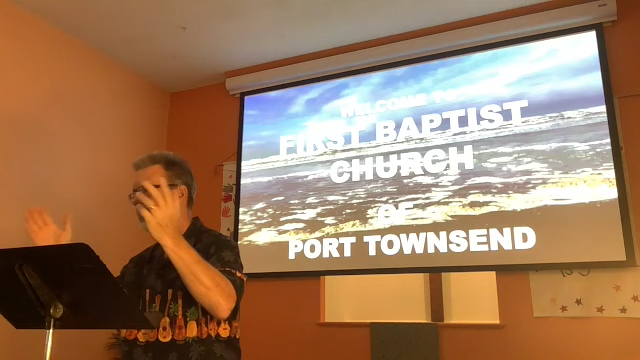 WELCOME TO
FIRST BAPTIST
CHURCH
OF
PORT TOWNSEND